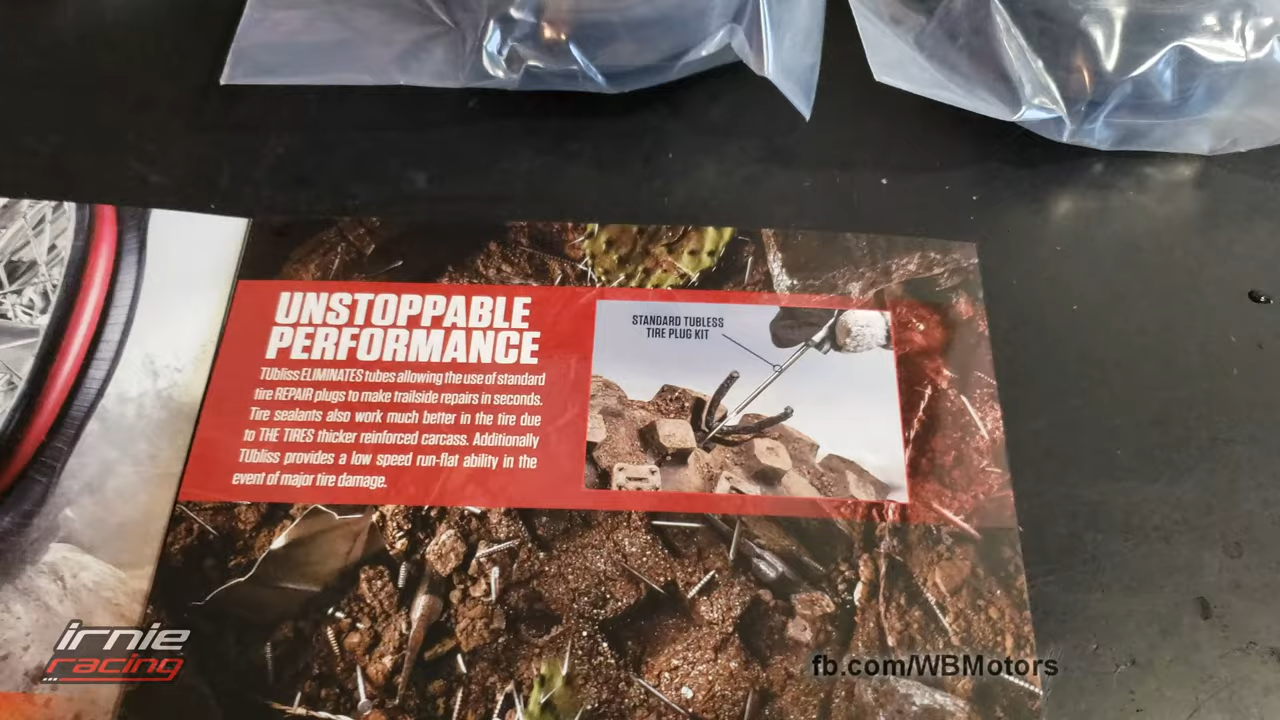 UNSTOPPABLE
PERFORMANCE
TUbliss ELIMINATES tubes allowing the use of standard
tire REPAIR plugs to make trailside repairs in seconds.
Tire sealants also work much better in the tire due
to THE TIRES thicker reinforced carcass. Additionally
TUbliss provides a low speed run-flat ability in the
event of major tire damage.
STANDARD TUBLESS
TIRE PLUG KIT
irnie
...racing
fb.com/WBMotors